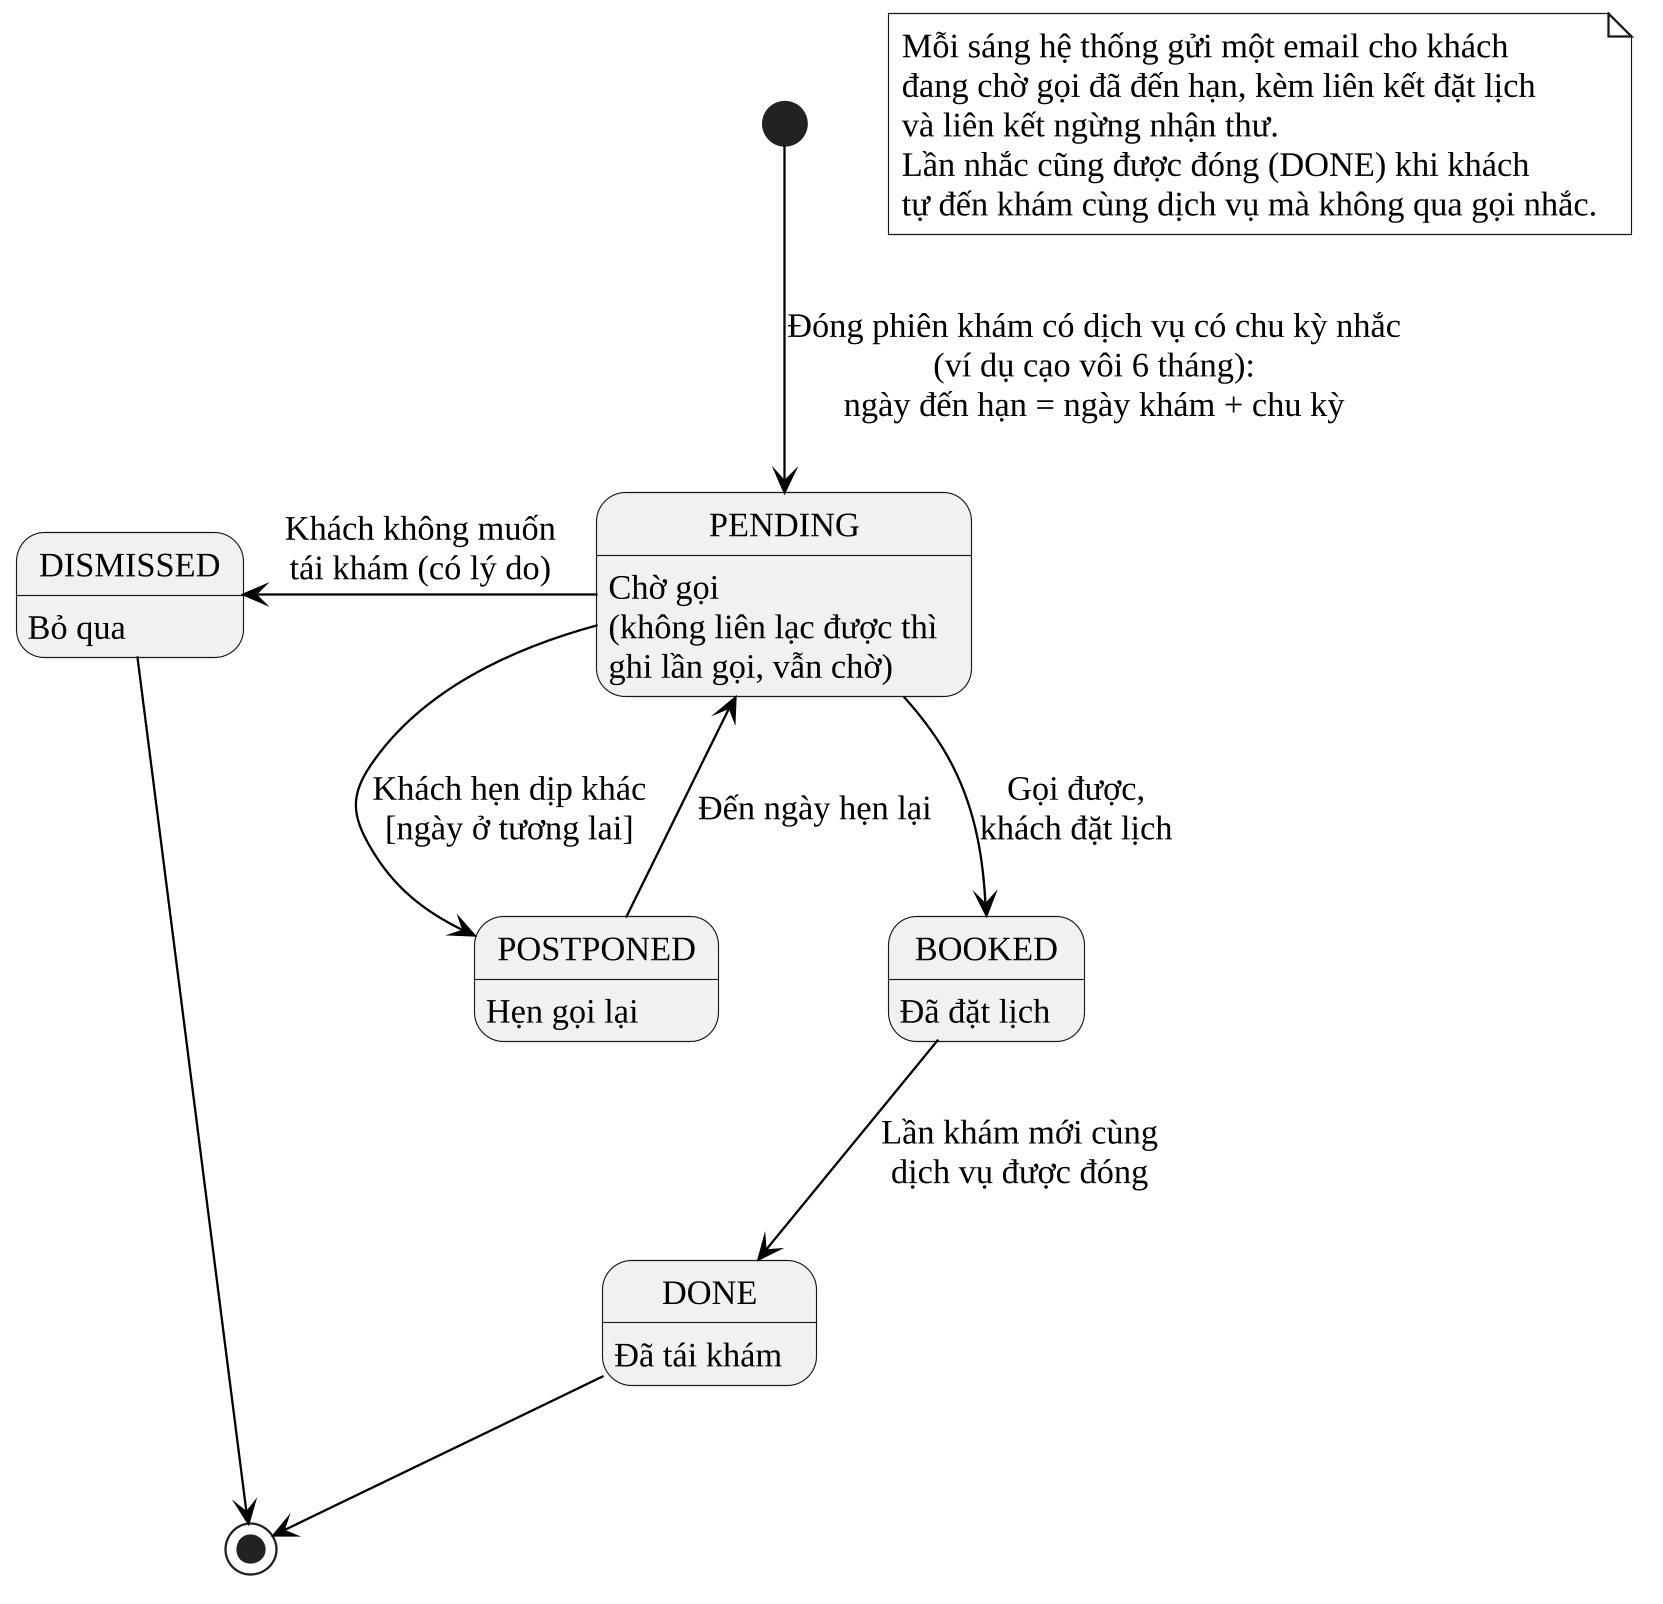 Mỗi sáng hệ thống gửi một email cho khách
đang chờ gọi đã đến hạn, kèm liên kết đặt lịch
và liên kết ngừng nhận thư.
Lần nhắc cũng được đóng (DONE) khi khách
tự đến khám cùng dịch vụ mà không qua gọi nhắc.
Đóng phiên khám có dịch vụ có chu kỳ nhắc
(ví dụ cạo vôi 6 tháng):
ngày đến hạn = ngày khám + chu kỳ
Khách không muốn
tái khám (có lý do)
DISMISSED
Bỏ qua
PENDING
Chờ gọi
(không liên lạc được thì
ghi lần gọi, vẫn chờ)
Khách hẹn dịp khác
[ngày ở tương lai]
Đến ngày hẹn lại
Gọi được,
khách đặt lịch
POSTPONED
Hẹn gọi lại
BOOKED
Đã đặt lịch
Lần khám mới cùng
dịch vụ được đóng
DONE
Đã tái khám